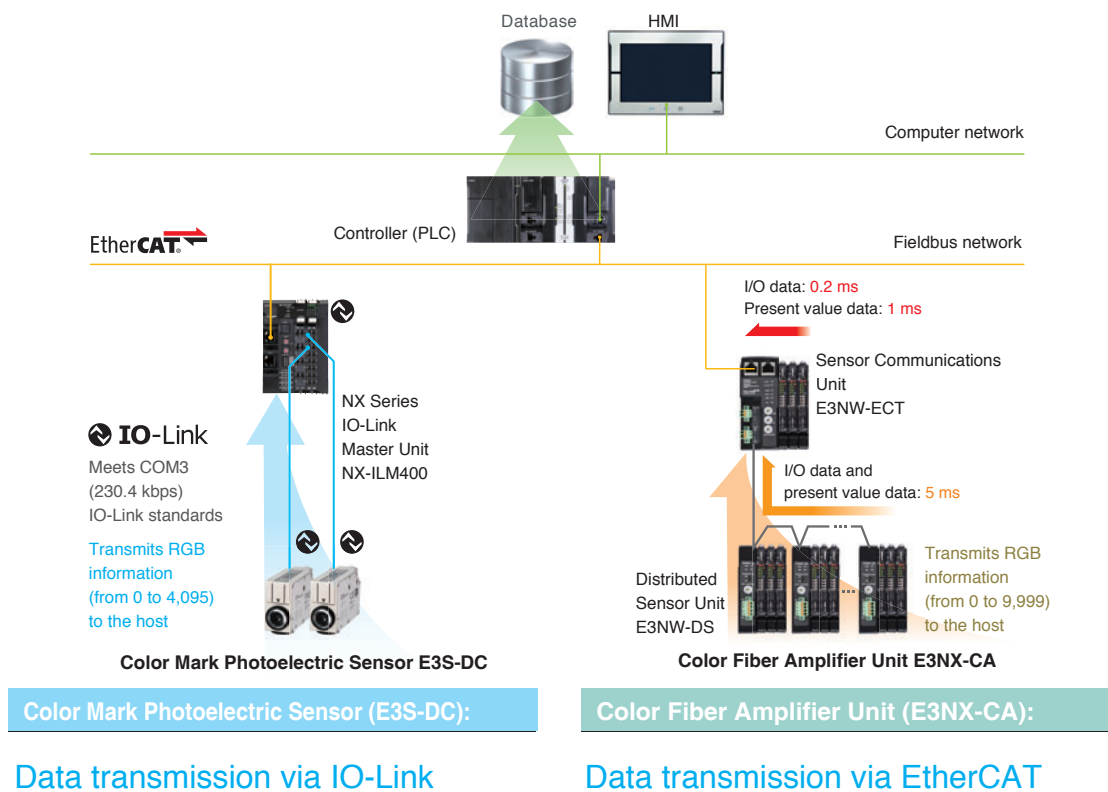 Database
HMI
Computer network
Controller (PLC)
EtherCAT®
Fieldbus network
I/O data: 0.2 ms
Present value data: 1 ms
Sensor Communications
Unit
E3NW-ECT
NX Series
IO-Link
Master Unit
NX-ILM400
IO-Link
Meets COM3
(230.4 kbps)
IO-Link standards
Transmits RGB
information
(from 0 to 4,095)
to the host
I/O data and
present value data: 5 ms
Distributed
Sensor Unit
E3NW-DS
Transmits RGB
information
(from 0 to 9,999)
to the host
Color Mark Photoelectric Sensor E3S-DC
Color Fiber Amplifier Unit E3NX-CA
Color Mark Photoelectric Sensor (E3S-DC):
Data transmission via IO-Link
Color Fiber Amplifier Unit (E3NX-CA):
Data transmission via EtherCAT